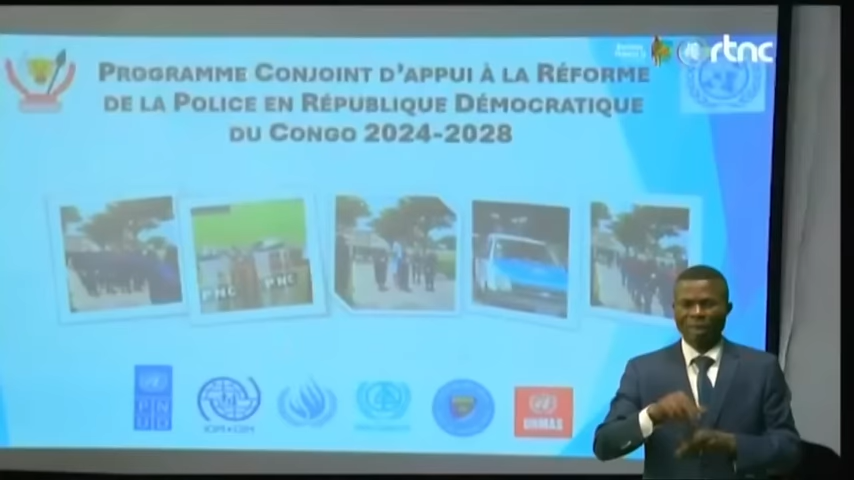 rtnc
PROGRAMME CONJOINT D'APPUI À LA RÉFORME
DE LA POLICE EN RÉPUBLIQUE DÉMOCRATIQUE
DU CONGO 2024-2028
PNC PNC
PNUD
IOM•OIM
UNMAS